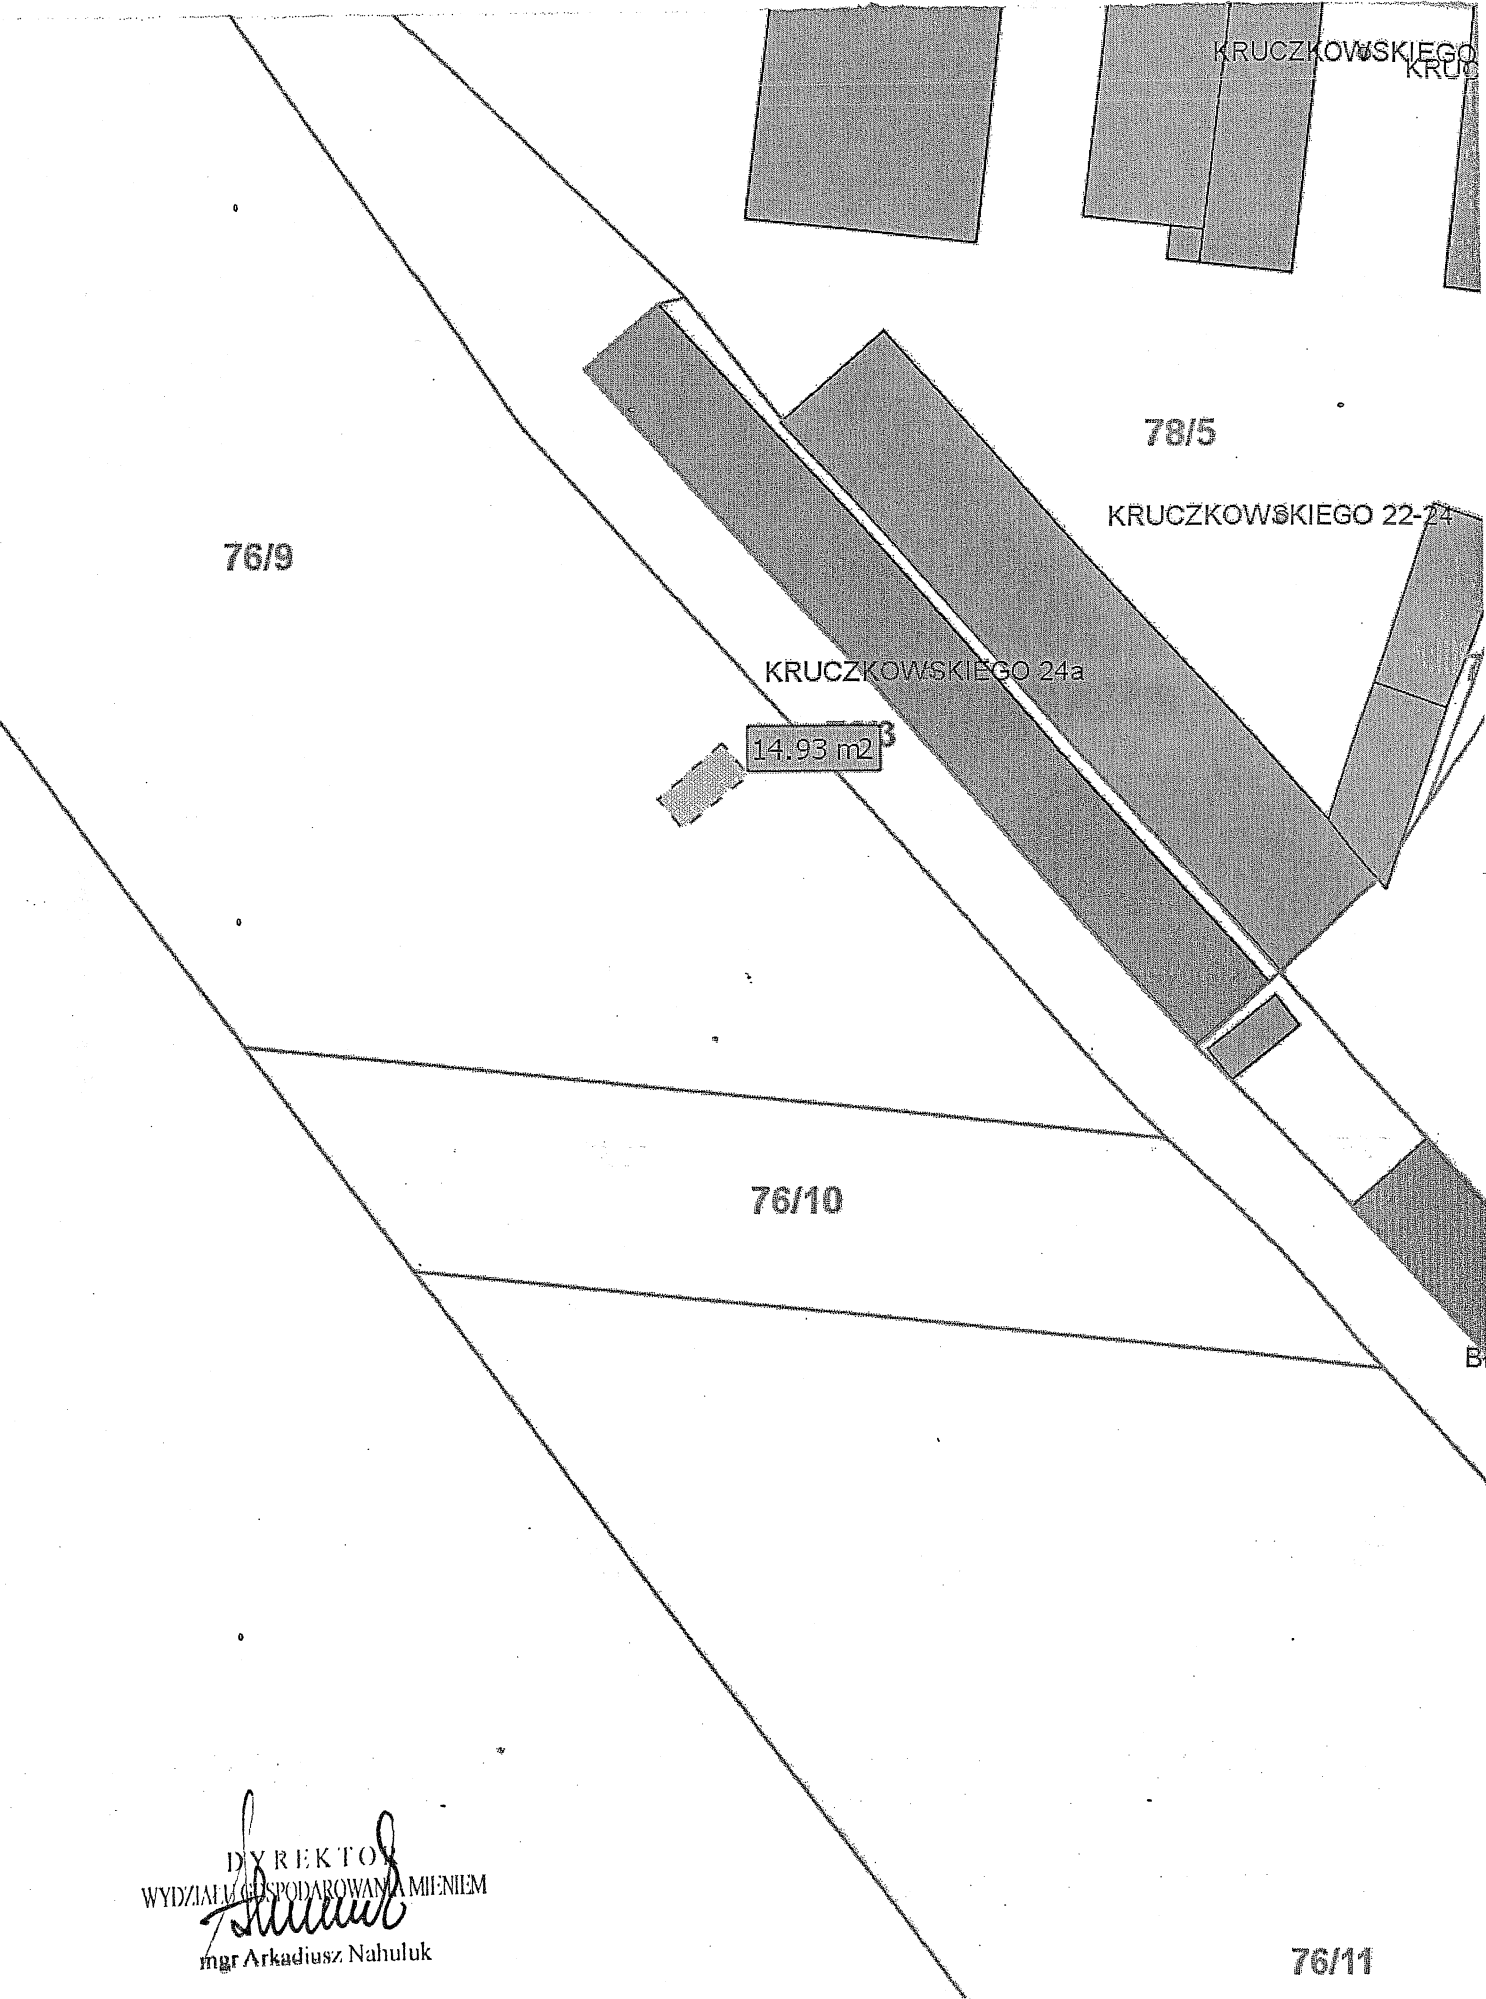 KRUCZKOWSKIEGO
KRUC
78/5
KRUCZKOWSKIEGO 22-24
76/9
KRUCZKOWSKIEGO 24a
14.93 m2
76/10
DYREKTOR
WYDZIAŁU GOSPODAROWANIA MIENIEM
mgr Arkadiusz Nahuluk
76/11